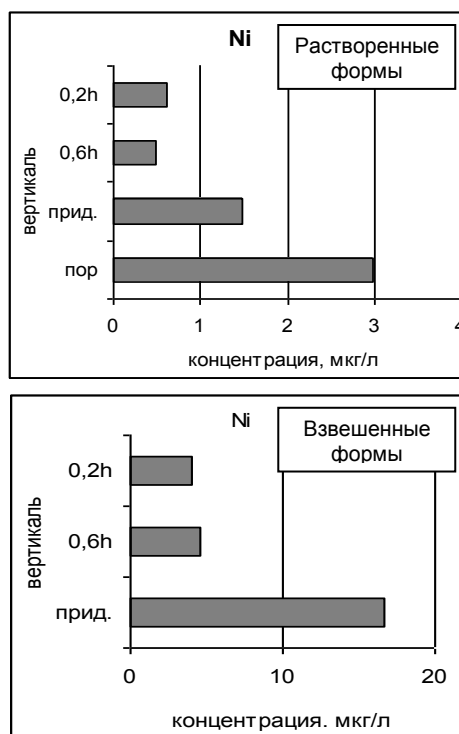 Ni
Растворенные
формы
0,2h
0,6h
прид.
пор
вертикаль
0 1 2 3 4
концентрация, мкг/л
Ni
Взвешенные
формы
0,2h
0,6h
прид.
вертикаль
0 10 20
концентрация. мкг/л